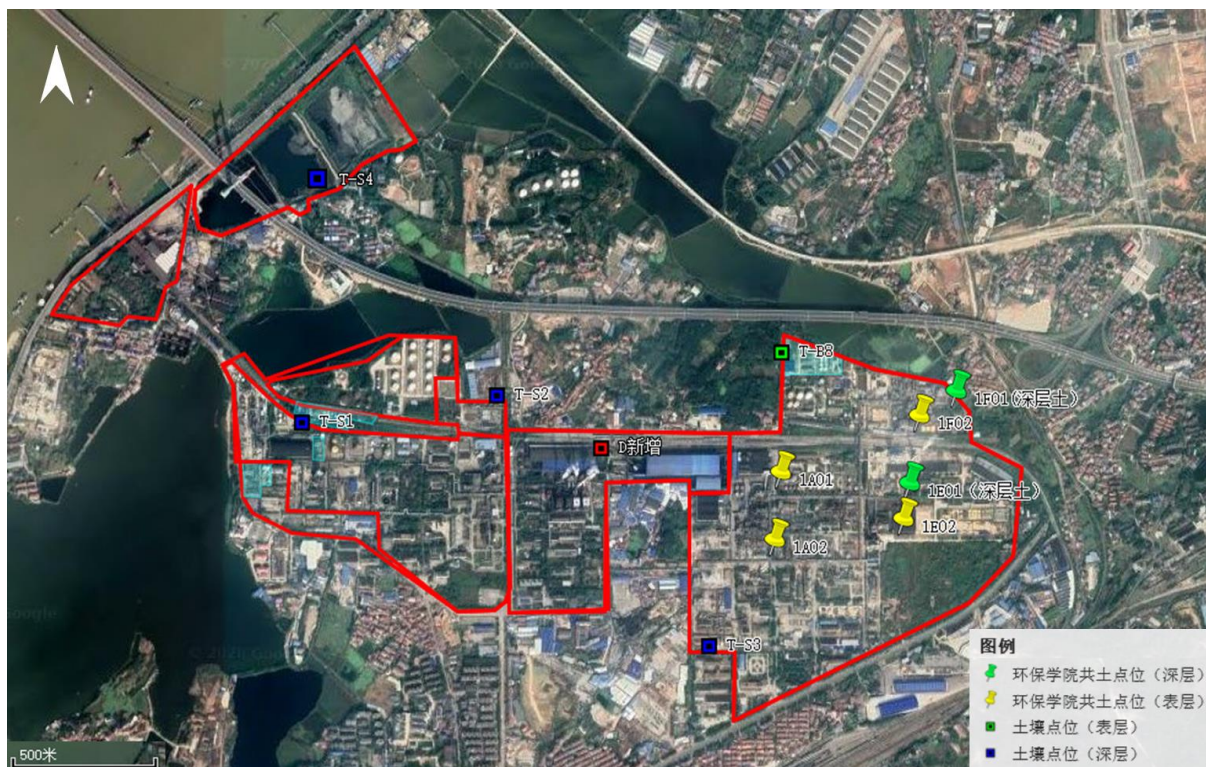 T-S4
T-B8
1F01(深层土)
T-S2
1F02
T-S1
D新增
1A01
1E01(深层土)
1E02
1A02
T-S3
Google
© 2020 Google
图例
环保学院共土点位（深层）
环保学院共土点位（表层）
土壤点位（表层）
土壤点位（深层）
500米